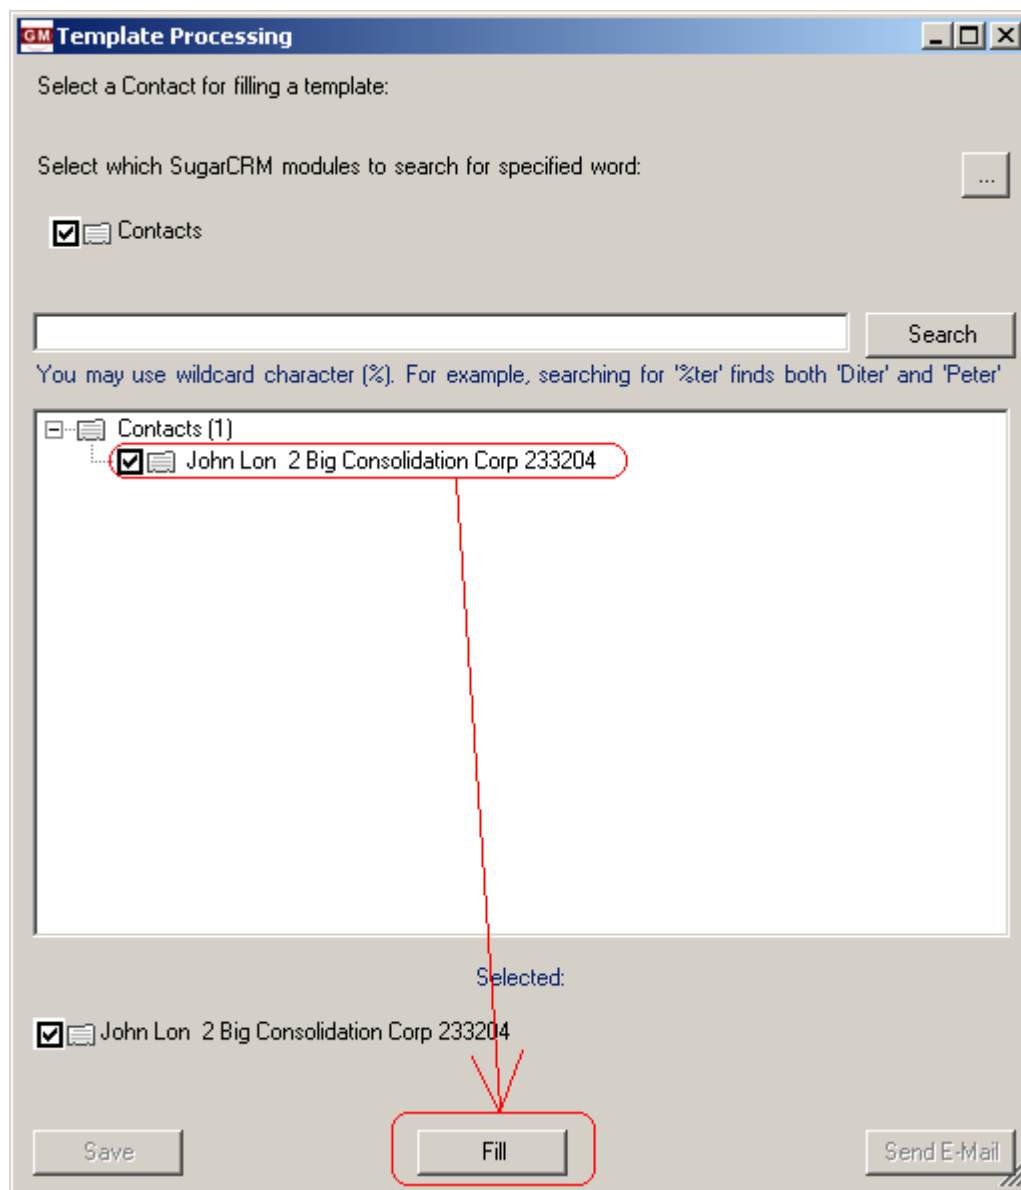 GM Template Processing
Select a Contact for filling a template:
Select which SugarCRM modules to search for specified word:
...
Contacts
Search
You may use wildcard character (%). For example, searching for '%ter' finds both 'Diter' and 'Peter'
Contacts (1)
John Lon  2 Big Consolidation Corp 233204
Selected:
John Lon  2 Big Consolidation Corp 233204
Save
Fill
Send E-Mail